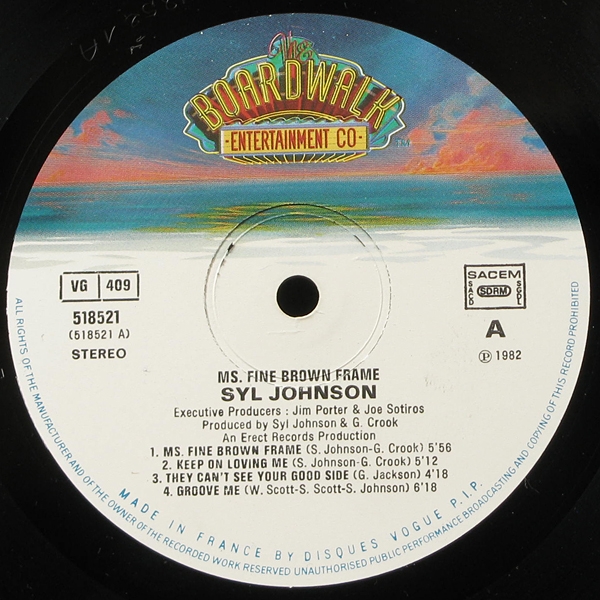 The
BOARDWALK
-ENTERTAINMENT CO-
VG 409
518521
(518521 A)
STEREO
SACEM
SACD SDRM SGDL
A
Ⓟ 1982
MS. FINE BROWN FRAME
SYL JOHNSON
Executive Producers : Jim Porter & Joe Sotiros
Produced by Syl Johnson & G. Crook
An Erect Records Production
1. MS. FINE BROWN FRAME (S. Johnson-G. Crook) 5'56
2. KEEP ON LOVING ME (S. Johnson-G. Crook) 5'12
3. THEY CAN'T SEE YOUR GOOD SIDE (G. Jackson) 4'18
4. GROOVE ME (W. Scott-S. Scott-S. Johnson) 6'18
MADE IN FRANCE BY DISQUES VOGUE P.I.P.
ALL RIGHTS OF THE MANUFACTURER AND OF THE OWNER OF THE RECORDED WORK RESERVED UNAUTHORISED PUBLIC PERFORMANCE BROADCASTING AND COPYING OF THIS RECORD PROHIBITED